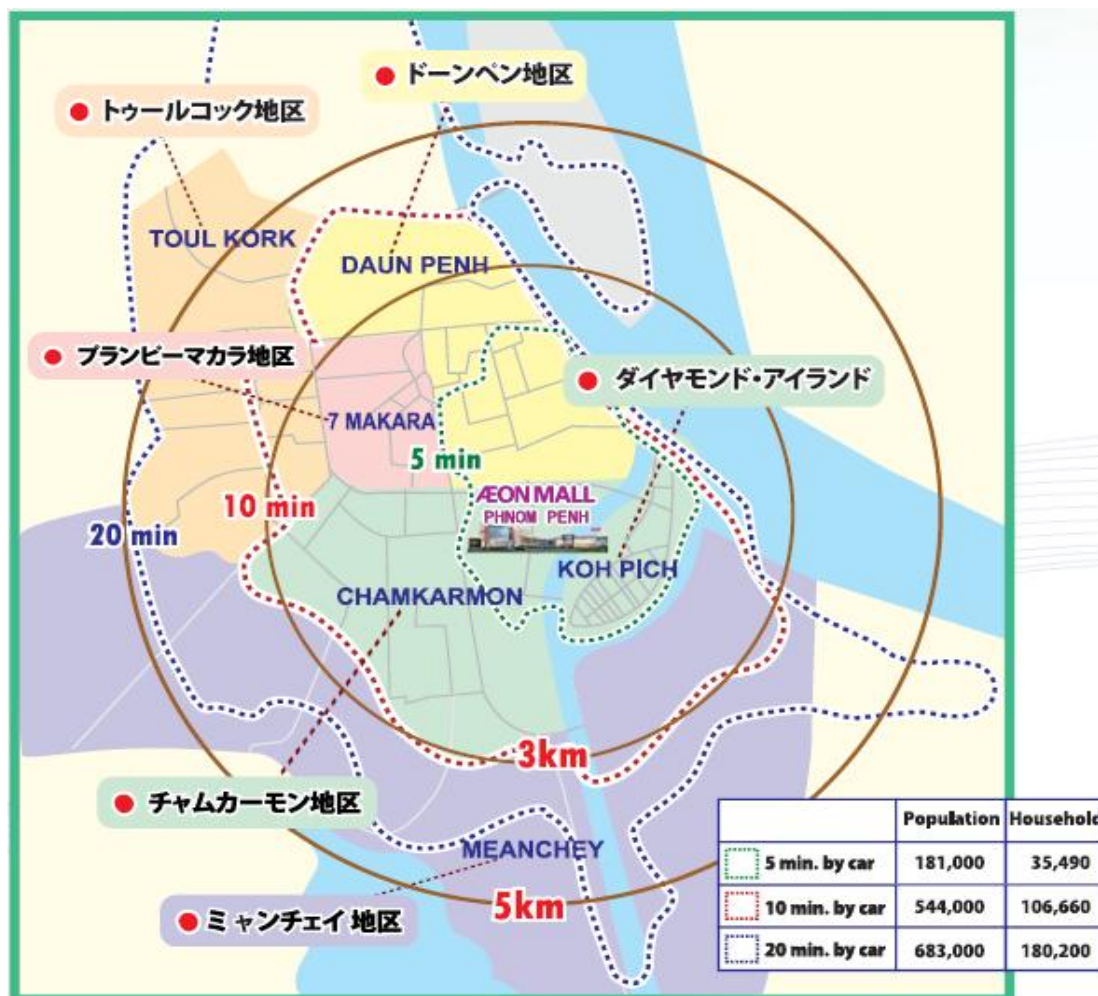 ドーンペン地区
トゥールコック地区
TOUL KORK
DAUN PENH
プランピーマカラ地区
ダイヤモンド・アイランド
7 MAKARA
5 min
ÆON MALL
PHNOM PENH
10 min
20 min
KOH PICH
CHAMKARMON
3km
チャムカーモン地区
MEANCHEY
5km
ミャンチェイ地区
Population Household
5 min. by car 181,000 35,490
10 min. by car 544,000 106,660
20 min. by car 683,000 180,200